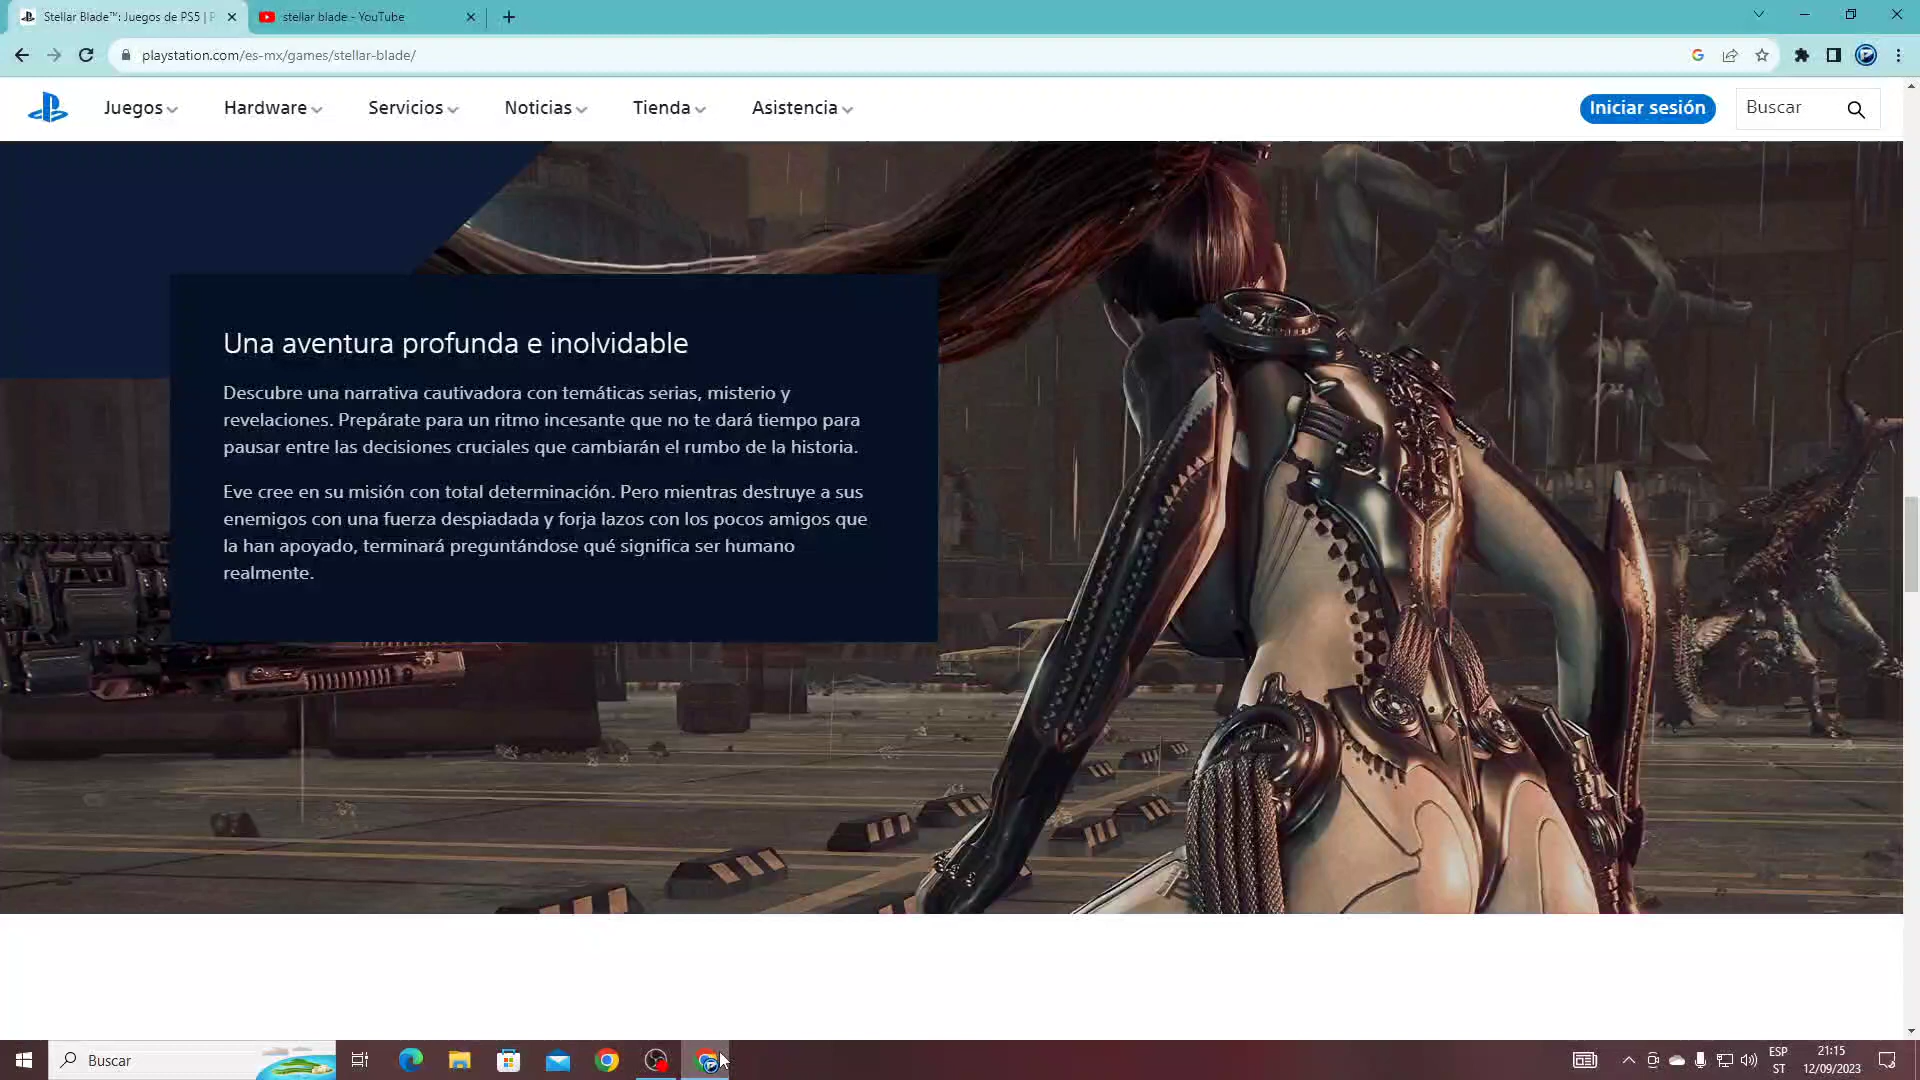 Stellar Blade™: Juegos de PS5 | P
stellar blade - YouTube
playstation.com/es-mx/games/stellar-blade/
Juegos
Hardware
Servicios
Noticias
Tienda
Asistencia
Iniciar sesión
Buscar
Una aventura profunda e inolvidable
Descubre una narrativa cautivadora con temáticas serias, misterio y
revelaciones. Prepárate para un ritmo incesante que no te dará tiempo para
pausar entre las decisiones cruciales que cambiarán el rumbo de la historia.
Eve cree en su misión con total determinación. Pero mientras destruye a sus
enemigos con una fuerza despiadada y forja lazos con los pocos amigos que
la han apoyado, terminará preguntándose qué significa ser humano
realmente.
Buscar
ESP
ST
21:15
12/09/2023